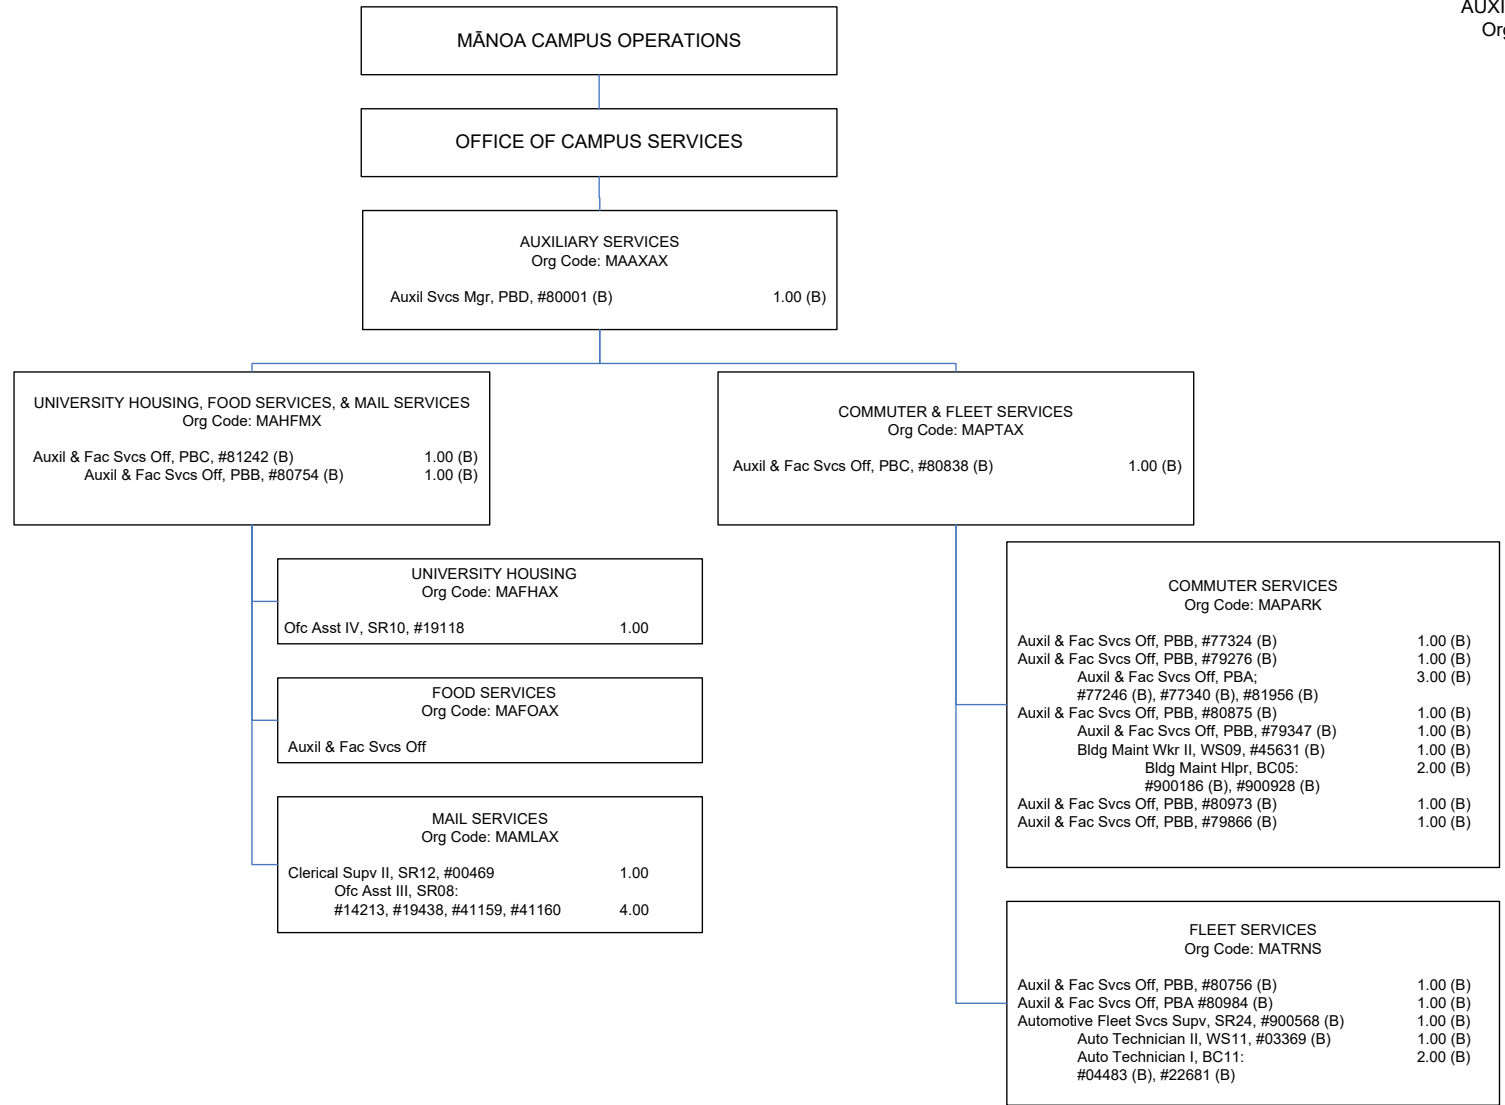 AUXI
Org
MĀNOA CAMPUS OPERATIONS
OFFICE OF CAMPUS SERVICES
AUXILIARY SERVICES
Org Code: MAAXAX
Auxil Svcs Mgr, PBD, #80001 (B) 1.00 (B)
UNIVERSITY HOUSING, FOOD SERVICES, & MAIL SERVICES
Org Code: MAHFMX
Auxil & Fac Svcs Off, PBC, #81242 (B) 1.00 (B)
Auxil & Fac Svcs Off, PBB, #80754 (B) 1.00 (B)
COMMUTER & FLEET SERVICES
Org Code: MAPTAX
Auxil & Fac Svcs Off, PBC, #80838 (B) 1.00 (B)
UNIVERSITY HOUSING
Org Code: MAFHAX
Ofc Asst IV, SR10, #19118 1.00
FOOD SERVICES
Org Code: MAFOAX
Auxil & Fac Svcs Off
MAIL SERVICES
Org Code: MAMLAX
Clerical Supv II, SR12, #00469 1.00
Ofc Asst III, SR08:
#14213, #19438, #41159, #41160 4.00
COMMUTER SERVICES
Org Code: MAPARK
Auxil & Fac Svcs Off, PBB, #77324 (B) 1.00 (B)
Auxil & Fac Svcs Off, PBB, #79276 (B) 1.00 (B)
Auxil & Fac Svcs Off, PBA; 3.00 (B)
#77246 (B), #77340 (B), #81956 (B)
Auxil & Fac Svcs Off, PBB, #80875 (B) 1.00 (B)
Auxil & Fac Svcs Off, PBB, #79347 (B) 1.00 (B)
Bldg Maint Wkr II, WS09, #45631 (B) 1.00 (B)
Bldg Maint Hlpr, BC05: 2.00 (B)
#900186 (B), #900928 (B)
Auxil & Fac Svcs Off, PBB, #80973 (B) 1.00 (B)
Auxil & Fac Svcs Off, PBB, #79866 (B) 1.00 (B)
FLEET SERVICES
Org Code: MATRNS
Auxil & Fac Svcs Off, PBB, #80756 (B) 1.00 (B)
Auxil & Fac Svcs Off, PBA #80984 (B) 1.00 (B)
Automotive Fleet Svcs Supv, SR24, #900568 (B) 1.00 (B)
Auto Technician II, WS11, #03369 (B) 1.00 (B)
Auto Technician I, BC11: 2.00 (B)
#04483 (B), #22681 (B)